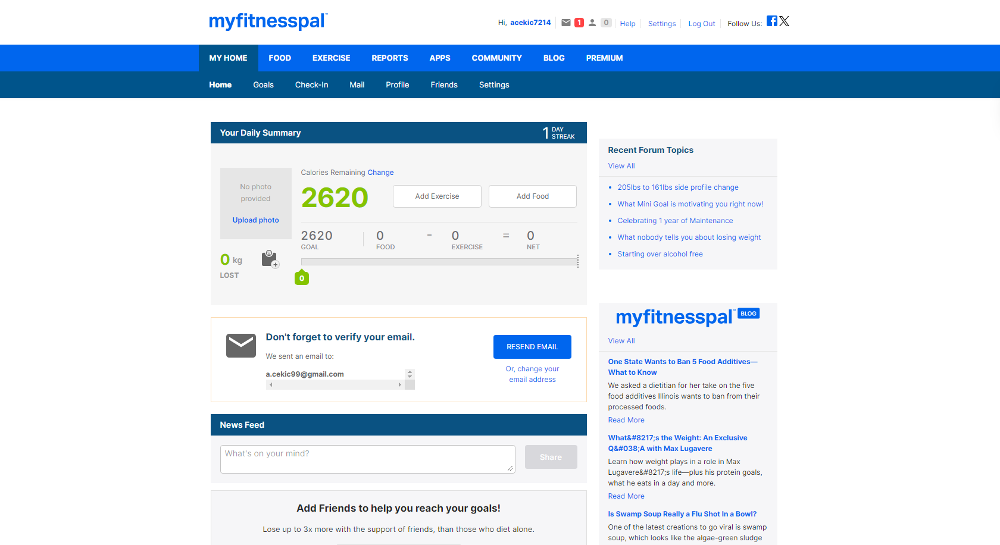 myfitnesspal™
Hi, acekic7214 1 0 Help Settings Log Out Follow Us:
MY HOME FOOD EXERCISE REPORTS APPS COMMUNITY BLOG PREMIUM
Home Goals Check-In Mail Profile Friends Settings
Your Daily Summary
1 DAY STREAK
No photo
provided
Upload photo
0 kg
LOST
Calories Remaining Change
2620
Add Exercise Add Food
2620 0 - 0 = 0
GOAL FOOD EXERCISE NET
0
Don't forget to verify your email.
We sent an email to:
a.cekic99@gmail.com
RESEND EMAIL
Or, change your
email address
News Feed
What's on your mind?
Share
Add Friends to help you reach your goals!
Lose up to 3x more with the support of friends, than those who diet alone.
Recent Forum Topics
View All
205lbs to 161lbs side profile change
What Mini Goal is motivating you right now!
Celebrating 1 year of Maintenance
What nobody tells you about losing weight
Starting over alcohol free
myfitnesspal™ BLOG
View All
One State Wants to Ban 5 Food Additives—
What to Know
We asked a dietitian for her take on the five
food additives Illinois wants to ban from their
processed foods.
Read More
What&#8217;s the Weight: An Exclusive
Q&#038;A with Max Lugavere
Learn how weight plays in a role in Max
Lugavere&#8217;s life—plus his protein goals,
what he eats in a day and more.
Read More
Is Swamp Soup Really a Flu Shot In a Bowl?
One of the latest creations to go viral is swamp
soup, which looks like the algae-green sludge